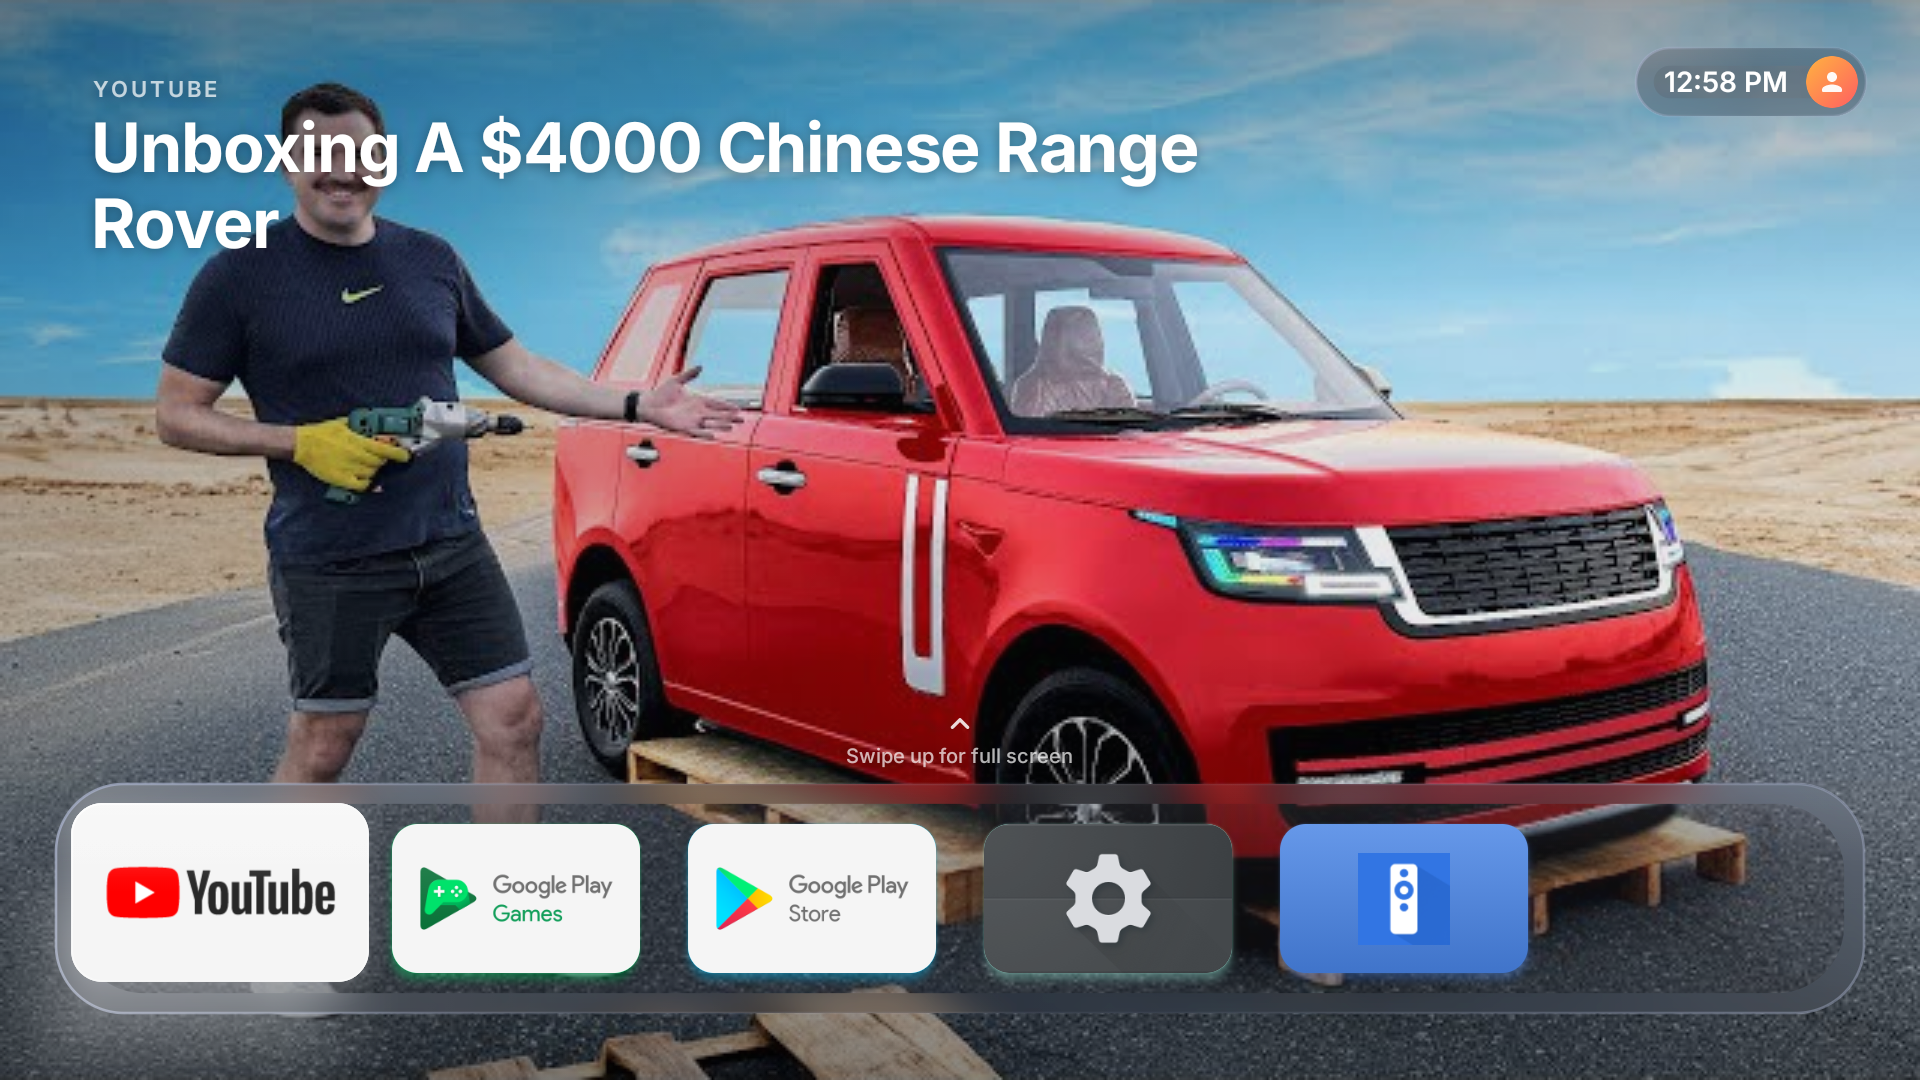 YOUTUBE
12:58 PM
Unboxing A $4000 Chinese Range
Rover
Swipe up for full screen
YouTube
Google Play
Games
Google Play
Store